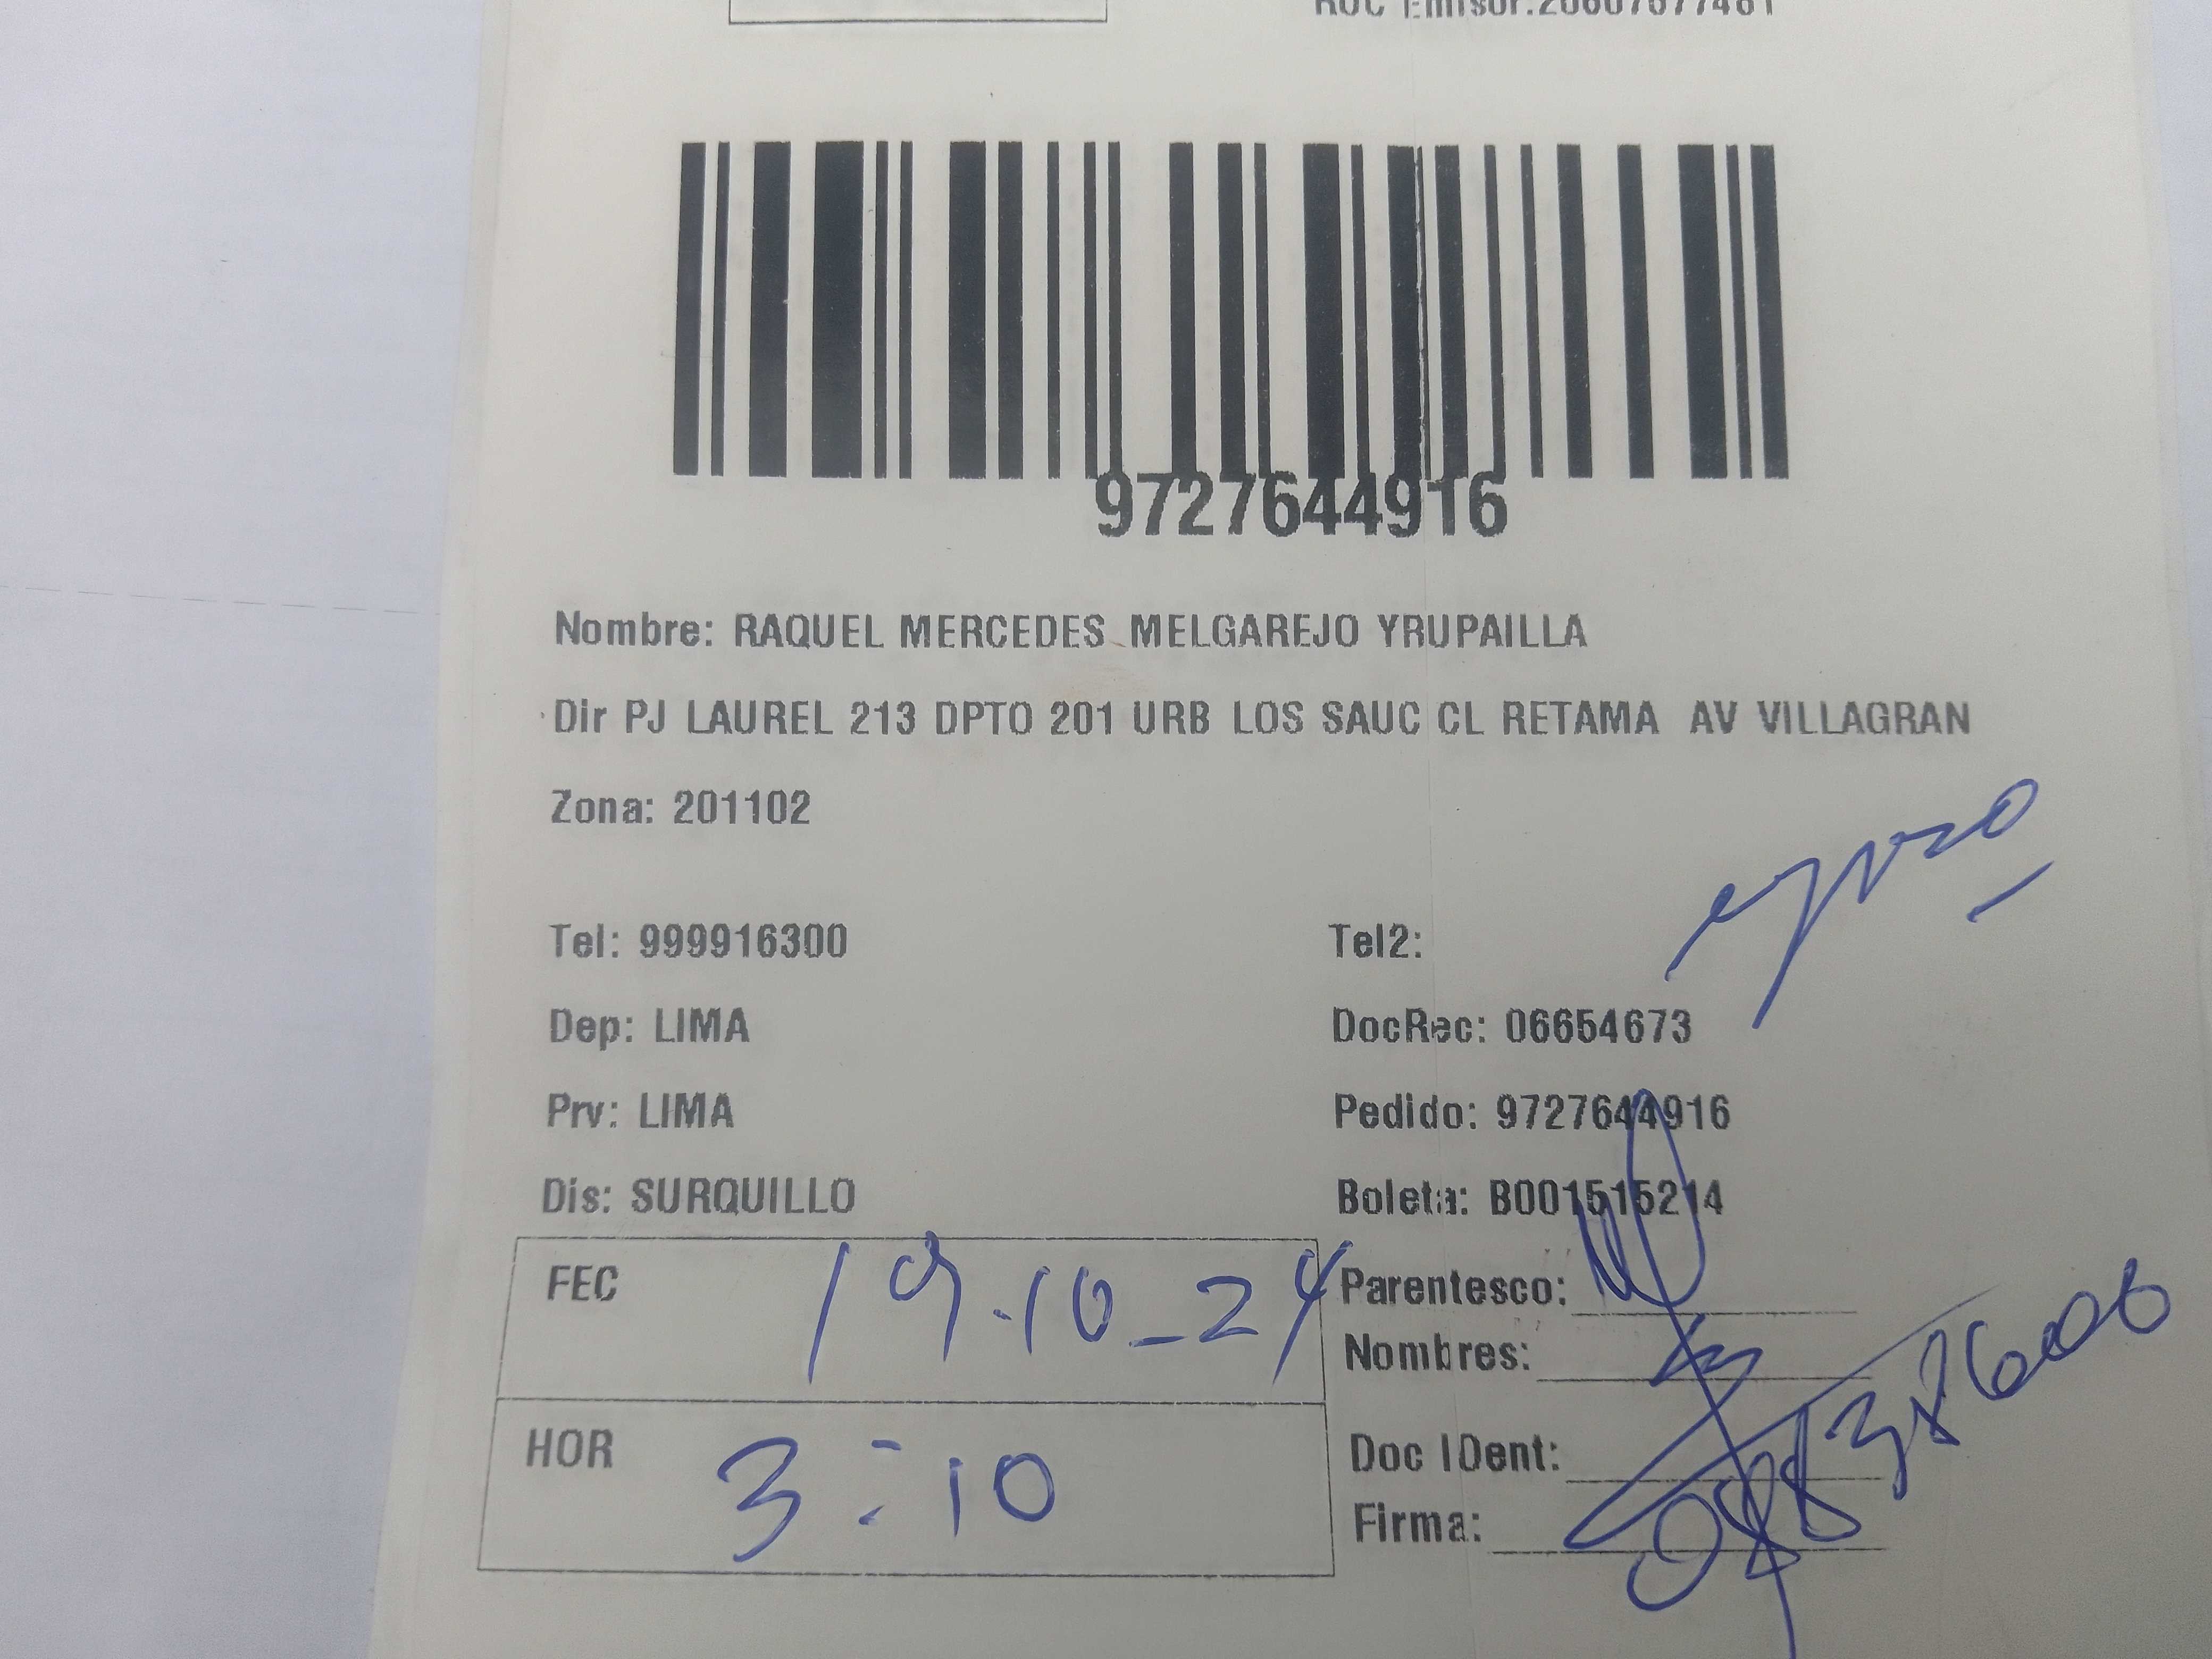 9727644916
Nombre: RAQUEL MERCEDES MELGAREJO YRUPAILLA
Dir PJ LAUREL 213 DPTO 201 URB LOS SAUC CL RETAMA AV VILLAGRAN
Zona: 201102
Tel: 999916300 Tel2:
Dep: LIMA DocRec: 06654673
Prv: LIMA Pedido: 9727644916
Dis: SURQUILLO Boleta: B001515214
FEC 19-10-24 Parentesco:
Nombres:
HOR 3:10 Doc IDent:
Firma: